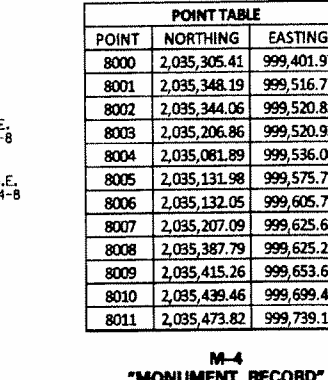 POINT TABLE
POINT NORTHING EASTING
8000 2,035,305.41 999,401.9
8001 2,035,348.19 999,516.7
8002 2,035,344.06 999,520.8
8003 2,035,206.86 999,520.9
8004 2,035,081.89 999,536.0
8005 2,035,131.98 999,575.7
8006 2,035,132.05 999,605.7
8007 2,035,207.09 999,625.6
8008 2,035,387.79 999,625.2
8009 2,035,415.26 999,653.6
8010 2,035,439.46 999,699.4
8011 2,035,473.82 999,739.1
E.
-8
.E.
4-8
M-4
"MONUMENT RECORD"